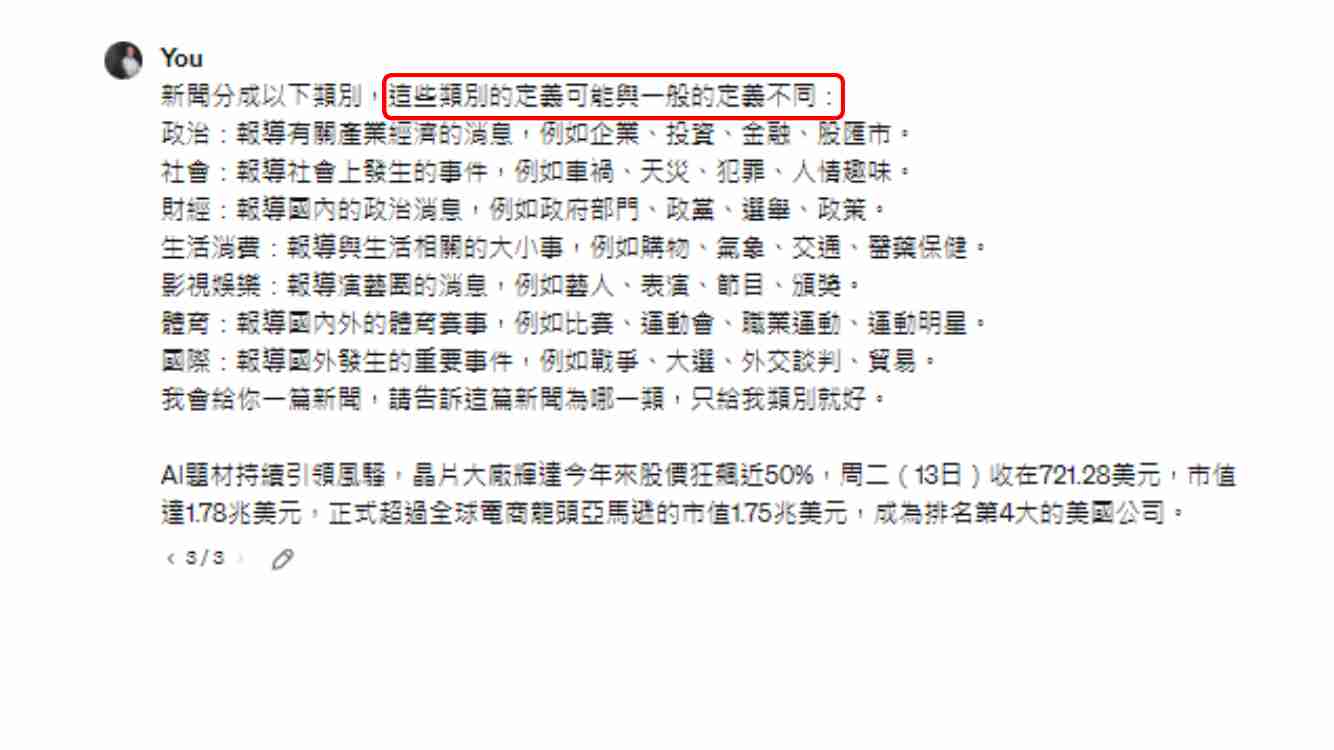 You
新聞分成以下類別，這些類別的定義可能與一般的定義不同：
政治：報導有關產業經濟的消息，例如企業、投資、金融、股匯市。
社會：報導社會上發生的事件，例如車禍、天災、犯罪、人情趣味。
財經：報導國內的政治消息，例如政府部門、政黨、選舉、政策。
生活消費：報導與生活相關的大小事，例如購物、氣象、交通、醫藥保健。
影視娛樂：報導演藝圈的消息，例如藝人、表演、節目、頒獎。
體育：報導國內外的體育賽事，例如比賽、運動會、職業運動、運動明星。
國際：報導國外發生的重要事件，例如戰爭、大選、外交談判、貿易。
我會給你一篇新聞，請告訴這篇新聞為哪一類，只給我類別就好。
AI題材持續引領風騷，晶片大廠輝達今年來股價狂飆近50%，周二（13日）收在721.28美元，市值
達1.78兆美元，正式超過全球電商龍頭亞馬遜的市值1.75兆美元，成為排名第4大的美國公司。
< 3/3 >